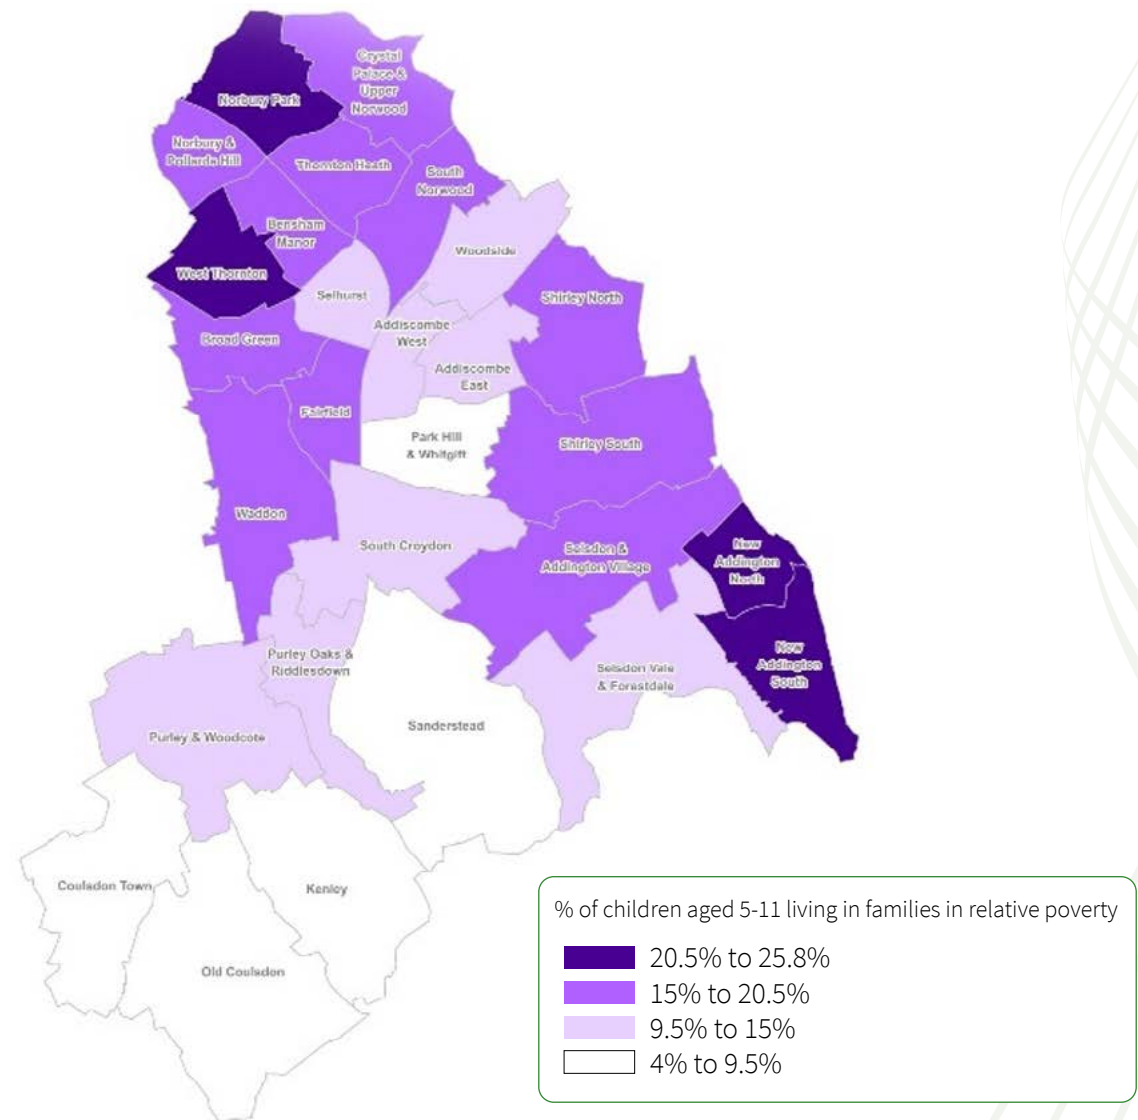 Crystal
Palace &
Upper
Norwood
Norbury Park
Norbury &
Pollards Hill
Thornton Heath
South
Norwood
Bensham
Manor
Woodside
West Thornton
Selhurst
Shirley North
Addiscombe
West
Broad Green
Addiscombe
East
Fairfield
Park Hill
& Whitgift
Shirley South
Waddon
South Croydon
Selsdon &
Addington Village
New
Addington
North
Purley Oaks &
Riddlesdown
Selsdon Vale
& Forestdale
New
Addington
South
Sanderstead
Purley & Woodcote
Coulsdon Town
Kenley
Old Coulsdon
% of children aged 5-11 living in families in relative poverty
20.5% to 25.8%
15% to 20.5%
9.5% to 15%
4% to 9.5%